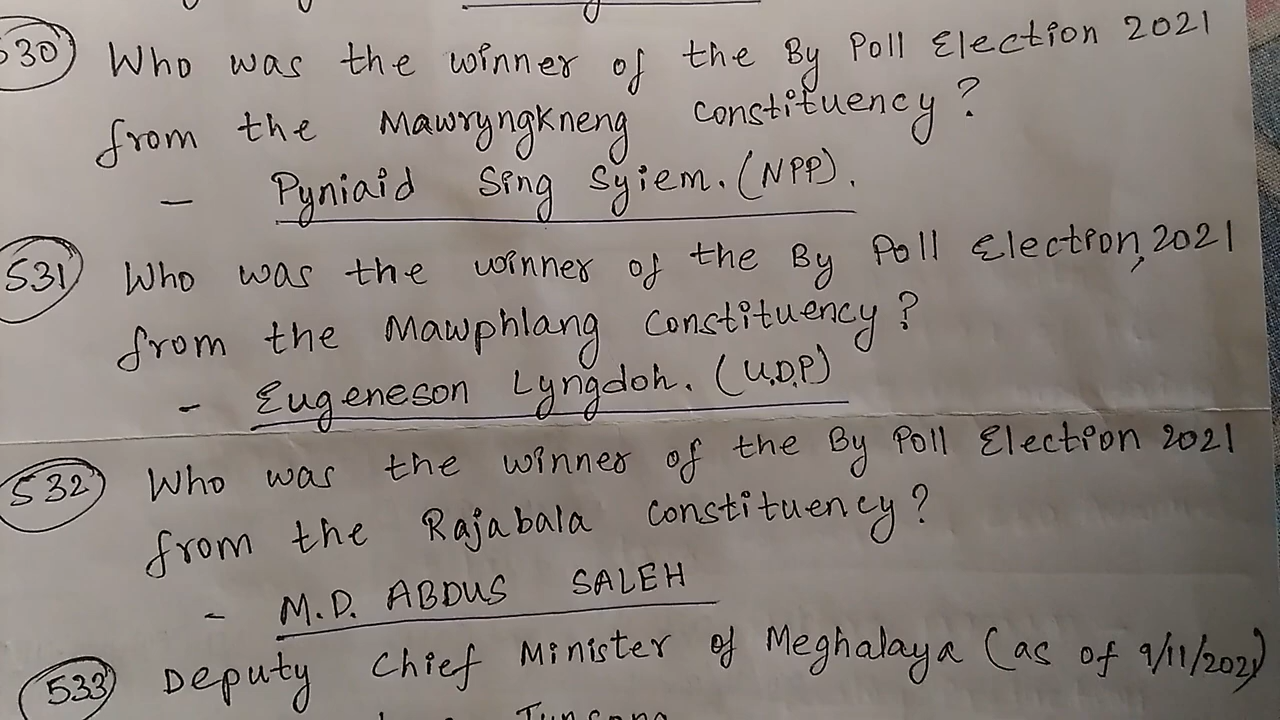 530 Who was the winner of the By Poll Election 2021
from the Mawryngkneng constituency?
- Pyniaid Sing Syiem. (NPP).
531 Who was the winner of the By Poll Election, 2021
from the Mawphlang constituency?
- Eugeneson Lyngdoh. (U.D.P)
532 Who was the winner of the By Poll Election 2021
from the Rajabala constituency?
- M.D. ABDUS SALEH
533 Deputy Chief Minister of Meghalaya (as of 9/11/2021)